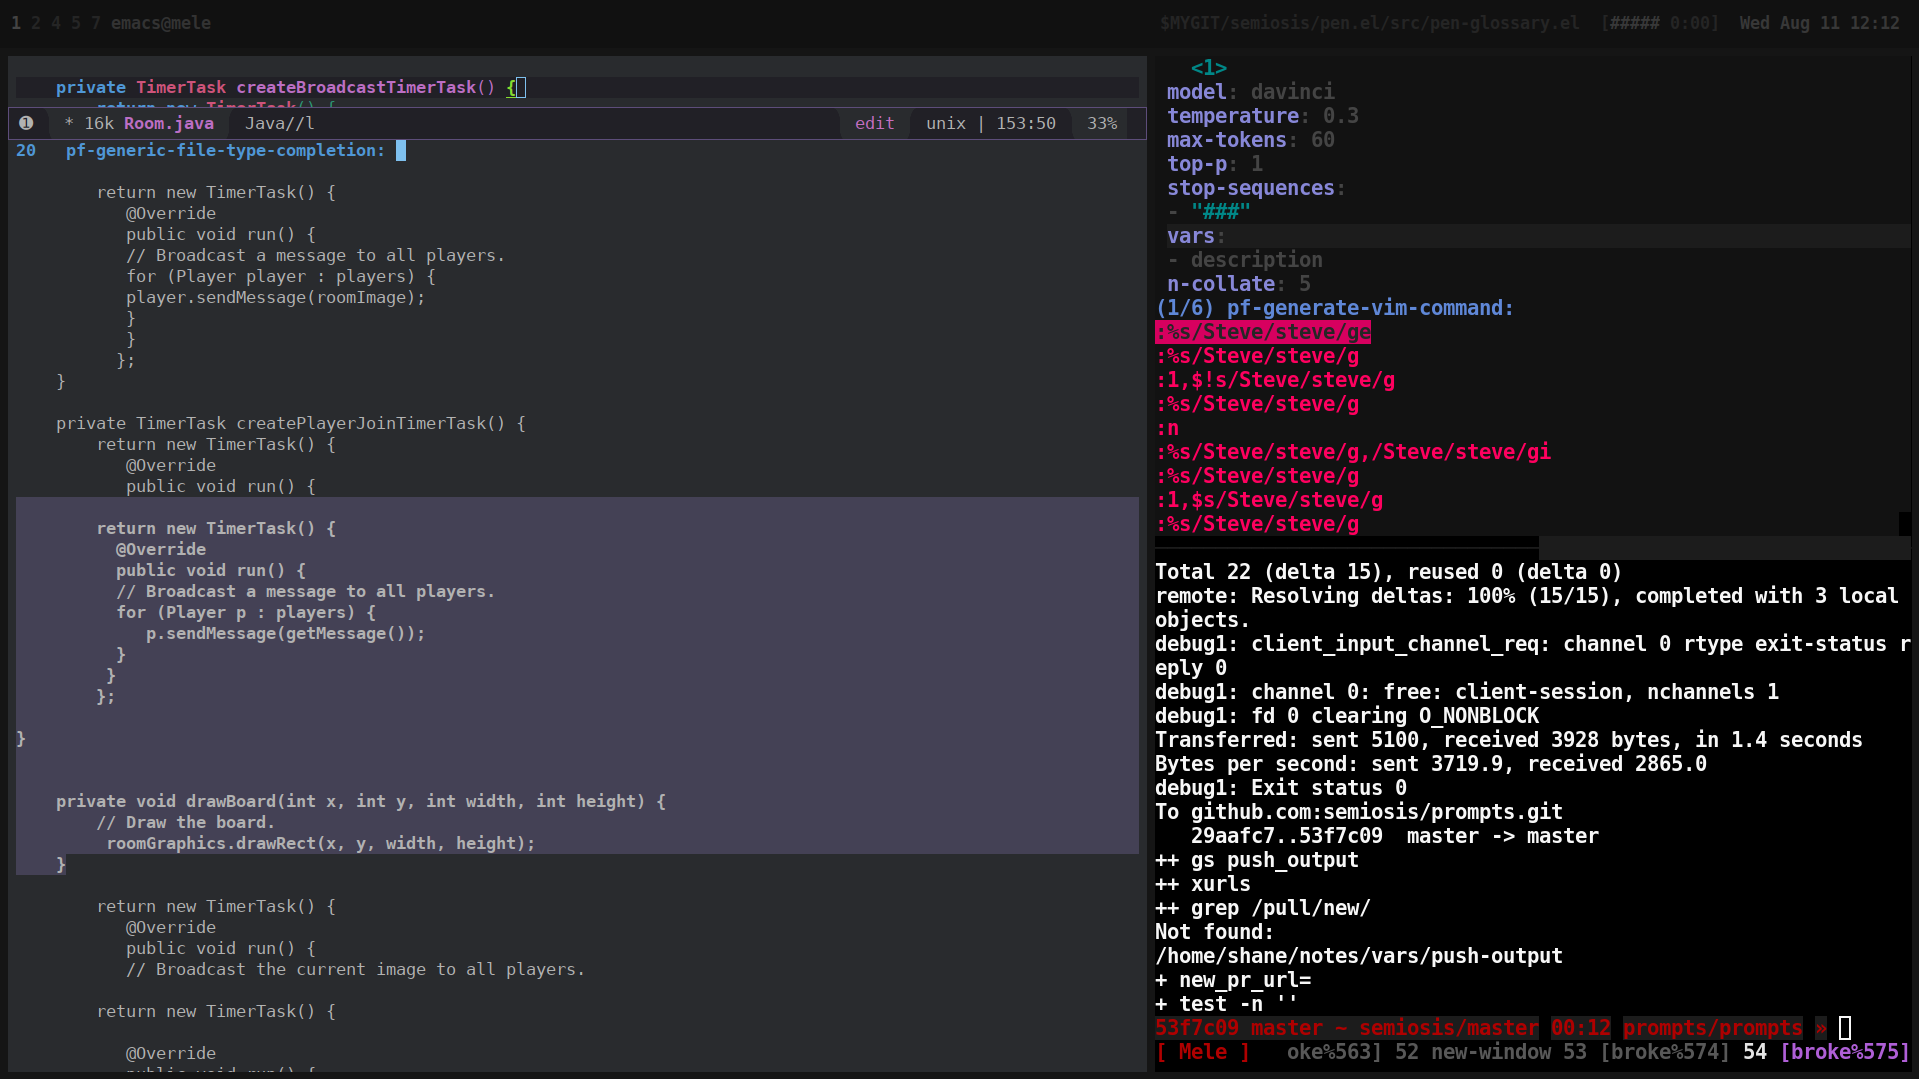 1 2 4 5 7 emacs@mele
$MYGIT/semiosis/pen.el/src/pen-glossary.el [##### 0:00] Wed Aug 11 12:12
private TimerTask createBroadcastTimerTask() {
return new TimerTask() {
❶ * 16k Room.java Java//l edit unix | 153:50 33%
20 pf-generic-file-type-completion:
return new TimerTask() {
@Override
public void run() {
// Broadcast a message to all players.
for (Player player : players) {
player.sendMessage(roomImage);
}
}
};
}
private TimerTask createPlayerJoinTimerTask() {
return new TimerTask() {
@Override
public void run() {
return new TimerTask() {
@Override
public void run() {
// Broadcast a message to all players.
for (Player p : players) {
p.sendMessage(getMessage());
}
}
};
}
private void drawBoard(int x, int y, int width, int height) {
// Draw the board.
roomGraphics.drawRect(x, y, width, height);
}
return new TimerTask() {
@Override
public void run() {
// Broadcast the current image to all players.
return new TimerTask() {
@Override
public void run() {
<1>
model: davinci
temperature: 0.3
max-tokens: 60
top-p: 1
stop-sequences:
- "###"
vars:
- description
n-collate: 5
(1/6) pf-generate-vim-command:
:%s/Steve/steve/ge
:%s/Steve/steve/g
:1,$!s/Steve/steve/g
:%s/Steve/steve/g
:n
:%s/Steve/steve/g,/Steve/steve/gi
:%s/Steve/steve/g
:1,$s/Steve/steve/g
:%s/Steve/steve/g
Total 22 (delta 15), reused 0 (delta 0)
remote: Resolving deltas: 100% (15/15), completed with 3 local
objects.
debug1: client_input_channel_req: channel 0 rtype exit-status r
eply 0
debug1: channel 0: free: client-session, nchannels 1
debug1: fd 0 clearing O_NONBLOCK
Transferred: sent 5100, received 3928 bytes, in 1.4 seconds
Bytes per second: sent 3719.9, received 2865.0
debug1: Exit status 0
To github.com:semiosis/prompts.git
29aafc7..53f7c09 master -> master
++ gs push_output
++ xurls
++ grep /pull/new/
Not found:
/home/shane/notes/vars/push-output
+ new_pr_url=
+ test -n ''
53f7c09 master ~ semiosis/master 00:12 prompts/prompts »
[ Mele ] oke%563] 52 new-window 53 [broke%574] 54 [broke%575]